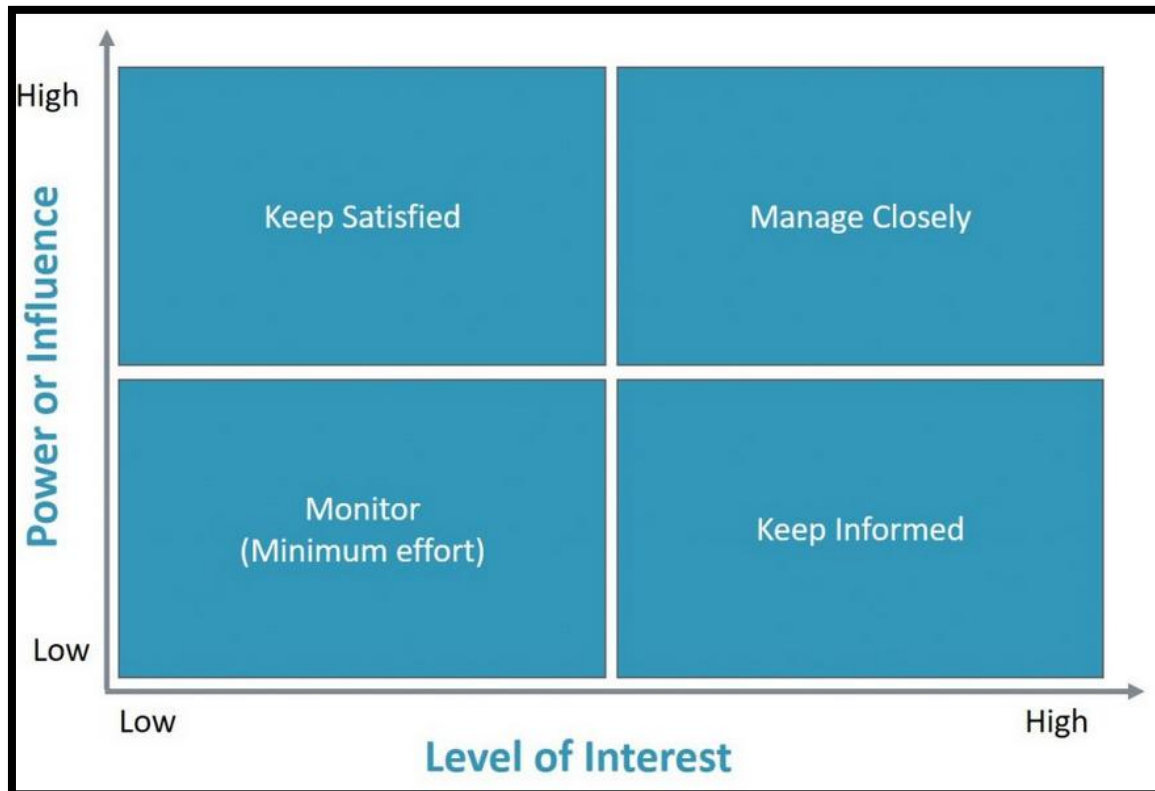 High
Keep Satisfied
Manage Closely
Power or Influence
Monitor
(Minimum effort)
Keep Informed
Low
Low
High
Level of Interest